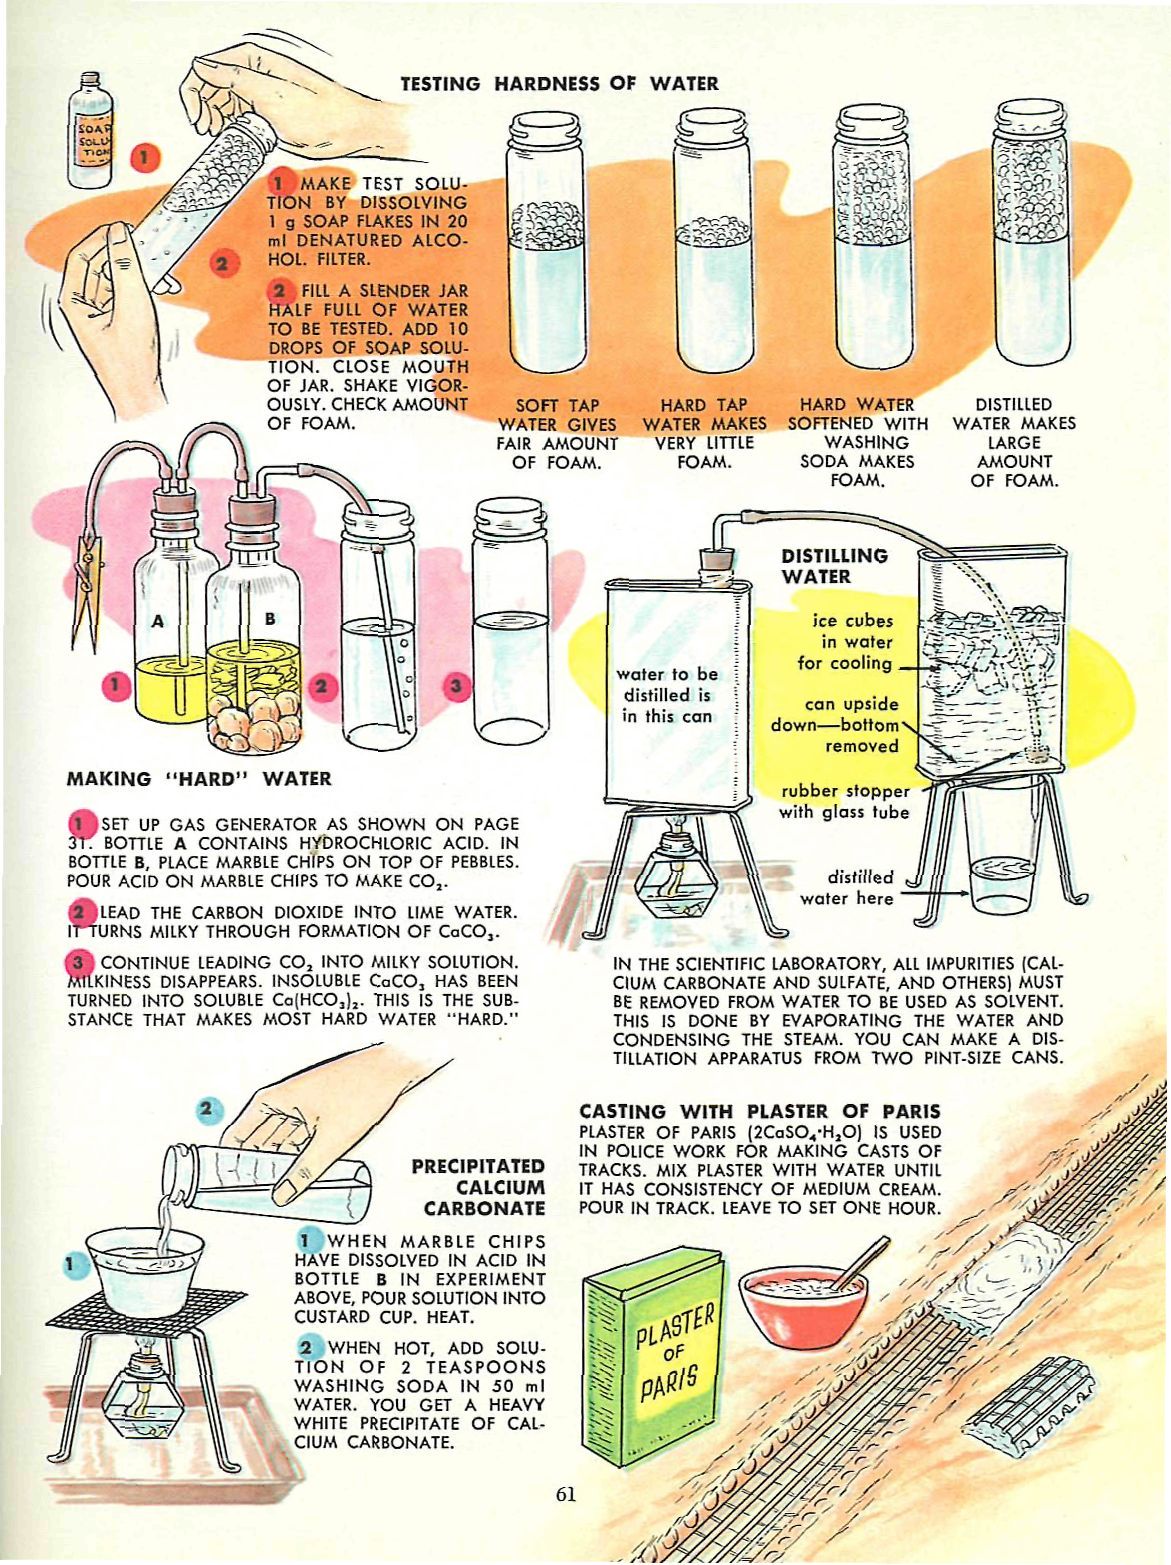 TESTING HARDNESS OF WATER
SOAP
SOLU-
TION
1
1 MAKE TEST SOLU-
TION BY DISSOLVING
1 g SOAP FLAKES IN 20
ml DENATURED ALCO-
HOL. FILTER.
2
2 FILL A SLENDER JAR
HALF FULL OF WATER
TO BE TESTED. ADD 10
DROPS OF SOAP SOLU-
TION. CLOSE MOUTH
OF JAR. SHAKE VIGOR-
OUSLY. CHECK AMOUNT
OF FOAM.
SOFT TAP
WATER GIVES
FAIR AMOUNT
OF FOAM.
HARD TAP
WATER MAKES
VERY LITTLE
FOAM.
HARD WATER
SOFTENED WITH
WASHING
SODA MAKES
FOAM.
DISTILLED
WATER MAKES
LARGE
AMOUNT
OF FOAM.
A
B
1
2
3
MAKING "HARD" WATER
1 SET UP GAS GENERATOR AS SHOWN ON PAGE
31. BOTTLE A CONTAINS HYDROCHLORIC ACID. IN
BOTTLE B, PLACE MARBLE CHIPS ON TOP OF PEBBLES.
POUR ACID ON MARBLE CHIPS TO MAKE CO₂.
2 LEAD THE CARBON DIOXIDE INTO LIME WATER.
IT TURNS MILKY THROUGH FORMATION OF CaCO₃.
3 CONTINUE LEADING CO₂ INTO MILKY SOLUTION.
MILKINESS DISAPPEARS. INSOLUBLE CaCO₃ HAS BEEN
TURNED INTO SOLUBLE Ca(HCO₃)₂. THIS IS THE SUB-
STANCE THAT MAKES MOST HARD WATER "HARD."
DISTILLING
WATER
water to be
distilled is
in this can
ice cubes
in water
for cooling
can upside
down—bottom
removed
rubber stopper
with glass tube
distilled
water here
IN THE SCIENTIFIC LABORATORY, ALL IMPURITIES (CAL-
CIUM CARBONATE AND SULFATE, AND OTHERS) MUST
BE REMOVED FROM WATER TO BE USED AS SOLVENT.
THIS IS DONE BY EVAPORATING THE WATER AND
CONDENSING THE STEAM. YOU CAN MAKE A DIS-
TILLATION APPARATUS FROM TWO PINT-SIZE CANS.
2
1
PRECIPITATED
CALCIUM
CARBONATE
1 WHEN MARBLE CHIPS
HAVE DISSOLVED IN ACID IN
BOTTLE B IN EXPERIMENT
ABOVE, POUR SOLUTION INTO
CUSTARD CUP. HEAT.
2 WHEN HOT, ADD SOLU-
TION OF 2 TEASPOONS
WASHING SODA IN 50 ml
WATER. YOU GET A HEAVY
WHITE PRECIPITATE OF CAL-
CIUM CARBONATE.
CASTING WITH PLASTER OF PARIS
PLASTER OF PARIS (2CaSO₄·H₂O) IS USED
IN POLICE WORK FOR MAKING CASTS OF
TRACKS. MIX PLASTER WITH WATER UNTIL
IT HAS CONSISTENCY OF MEDIUM CREAM.
POUR IN TRACK. LEAVE TO SET ONE HOUR.
PLASTER
OF
PARIS
61